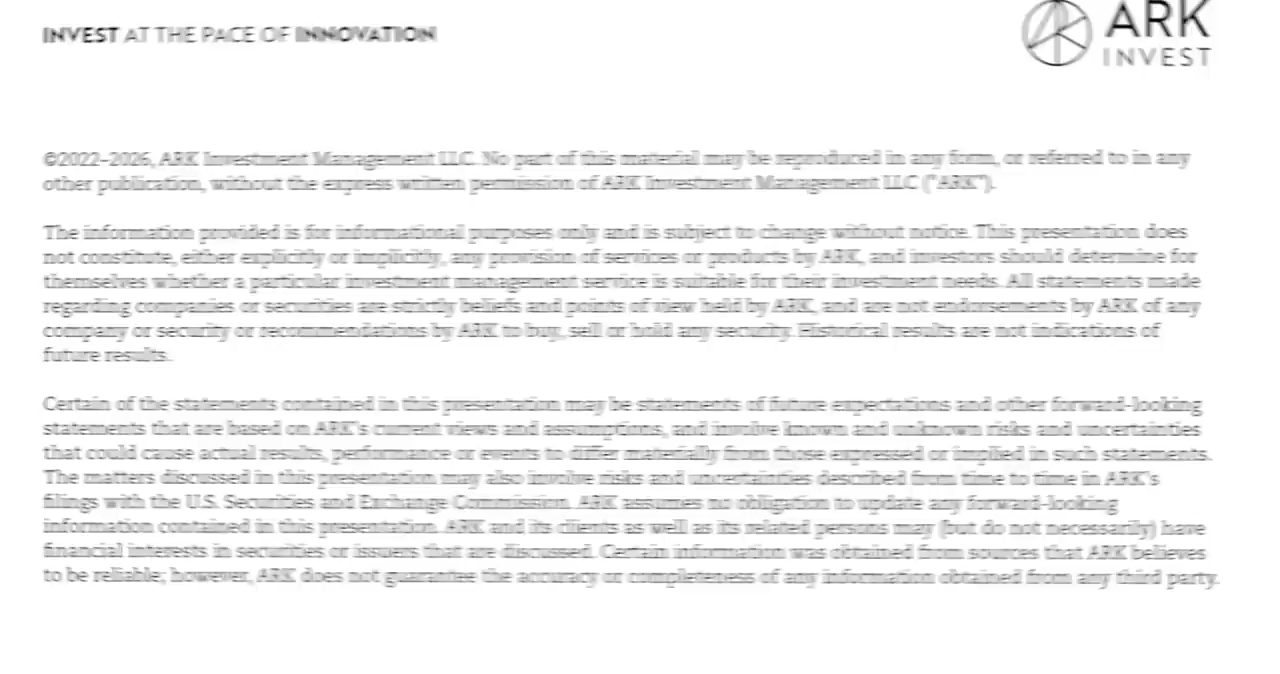 INVEST AT THE PACE OF INNOVATION
ARK
INVEST
©2022–2026, ARK Investment Management LLC. No part of this material may be reproduced in any form, or referred to in any
other publication, without the express written permission of ARK Investment Management LLC ("ARK").
The information provided is for informational purposes only and is subject to change without notice. This presentation does
not constitute, either explicitly or implicitly, any provision of services or products by ARK, and investors should determine for
themselves whether a particular investment management service is suitable for their investment needs. All statements made
regarding companies or securities are strictly beliefs and points of view held by ARK, and are not endorsements by ARK of any
company or security or recommendations by ARK to buy, sell or hold any security. Historical results are not indications of
future results.
Certain of the statements contained in this presentation may be statements of future expectations and other forward-looking
statements that are based on ARK's current views and assumptions, and involve known and unknown risks and uncertainties
that could cause actual results, performance or events to differ materially from those expressed or implied in such statements.
The matters discussed in this presentation may also involve risks and uncertainties described from time to time in ARK's
filings with the U.S. Securities and Exchange Commission. ARK assumes no obligation to update any forward-looking
information contained in this presentation. ARK and its clients as well as its related persons may (but do not necessarily) have
financial interests in securities or issuers that are discussed. Certain information was obtained from sources that ARK believes
to be reliable; however, ARK does not guarantee the accuracy or completeness of any information obtained from any third party.